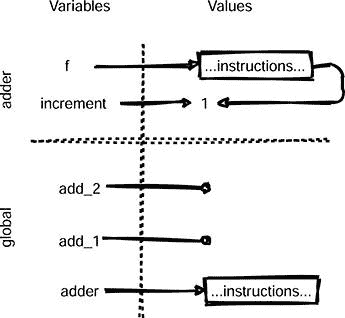 Variables Values
adder
f ...instructions...
increment 1
global
add_2
add_1
adder ...instructions...